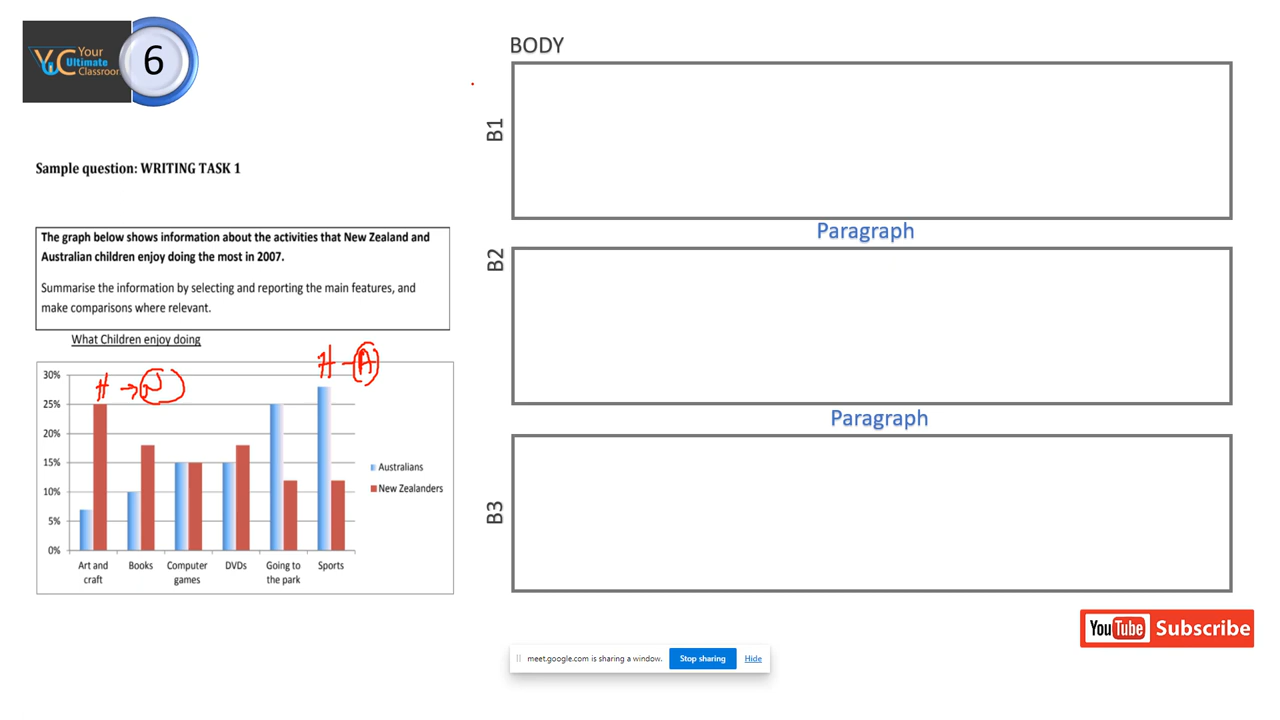 Your
Ultimate
Classroom
6
Sample question: WRITING TASK 1
The graph below shows information about the activities that New Zealand and
Australian children enjoy doing the most in 2007.
Summarise the information by selecting and reporting the main features, and
make comparisons where relevant.
What Children enjoy doing
H → N
H - A
30%
25%
20%
15%
10%
5%
0%
Art and
craft
Books
Computer
games
DVDs
Going to
the park
Sports
Australians
New Zealanders
BODY
B1
Paragraph
B2
Paragraph
B3
YouTube Subscribe
meet.google.com is sharing a window.
Stop sharing
Hide